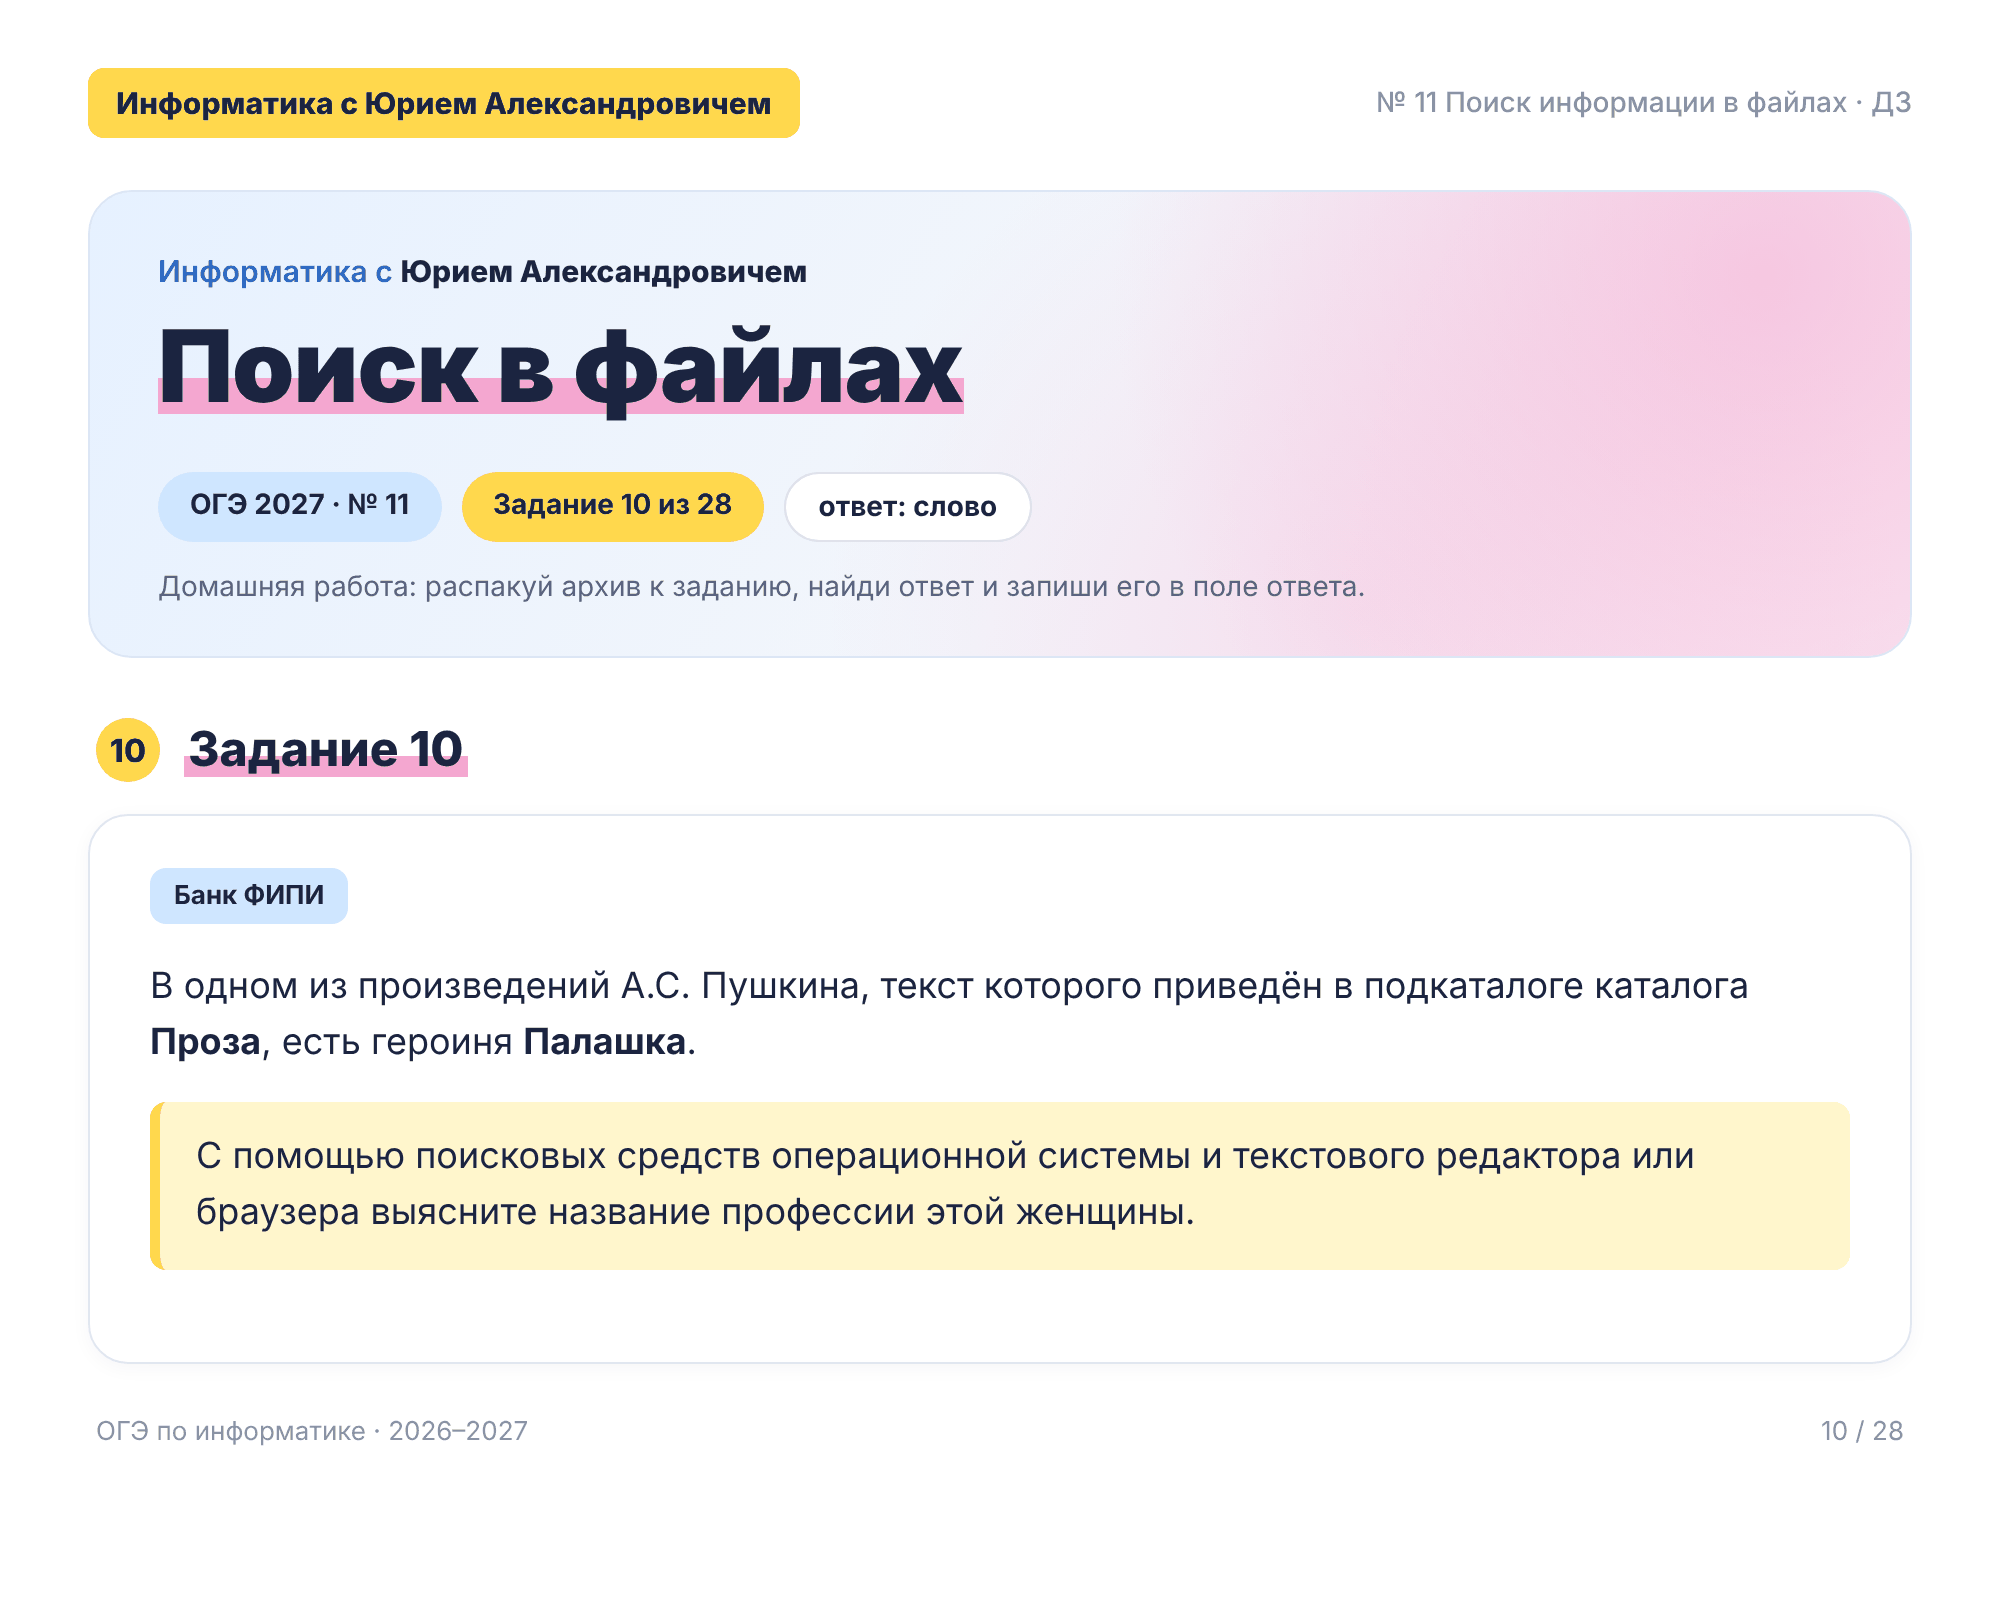 Информатика с Юрием Александровичем
№ 11 Поиск информации в файлах · ДЗ
Информатика с Юрием Александровичем
Поиск в файлах
ОГЭ 2027 · № 11
Задание 10 из 28
ответ: слово
Домашняя работа: распакуй архив к заданию, найди ответ и запиши его в поле ответа.
10
Задание 10
Банк ФИПИ
В одном из произведений А.С. Пушкина, текст которого приведён в подкаталоге каталога
Проза, есть героиня Палашка.
С помощью поисковых средств операционной системы и текстового редактора или
браузера выясните название профессии этой женщины.
ОГЭ по информатике · 2026–2027
10 / 28